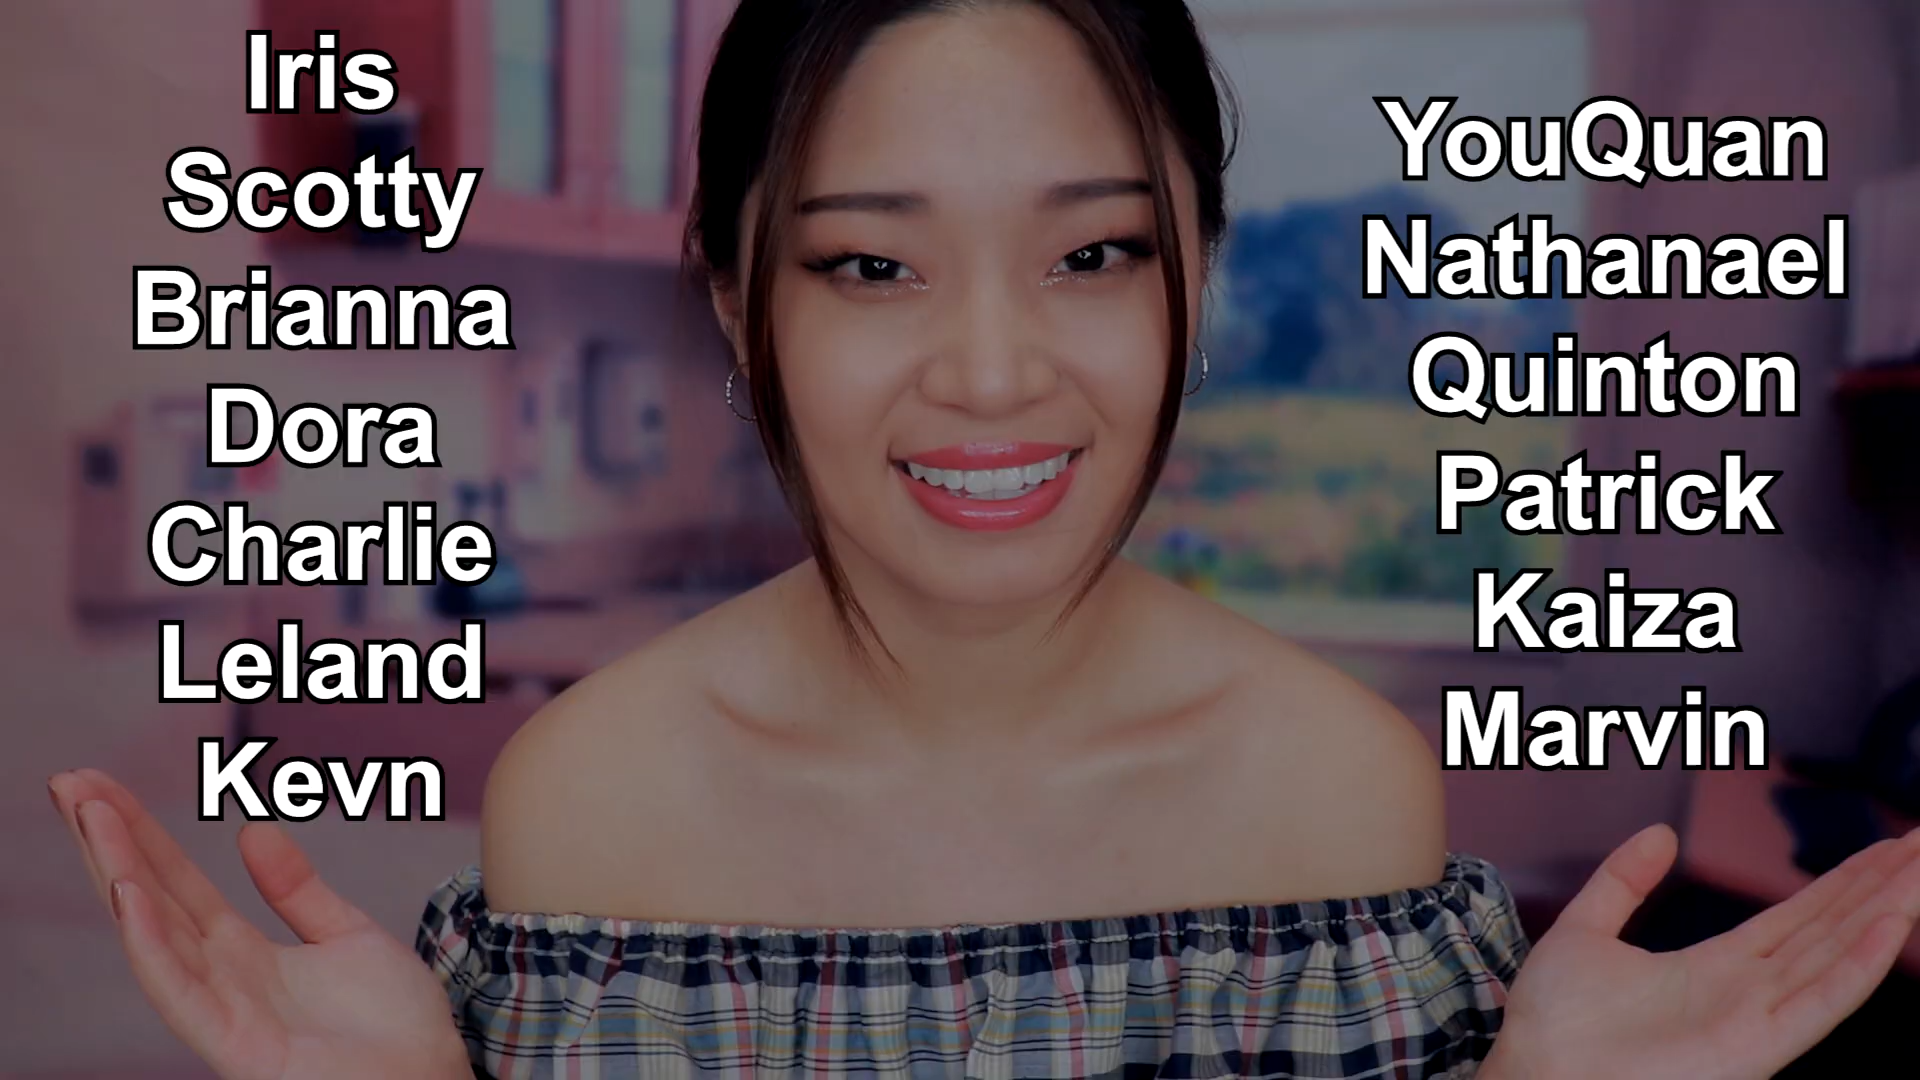 Iris
Scotty
Brianna
Dora
Charlie
Leland
Kevn
YouQuan
Nathanael
Quinton
Patrick
Kaiza
Marvin